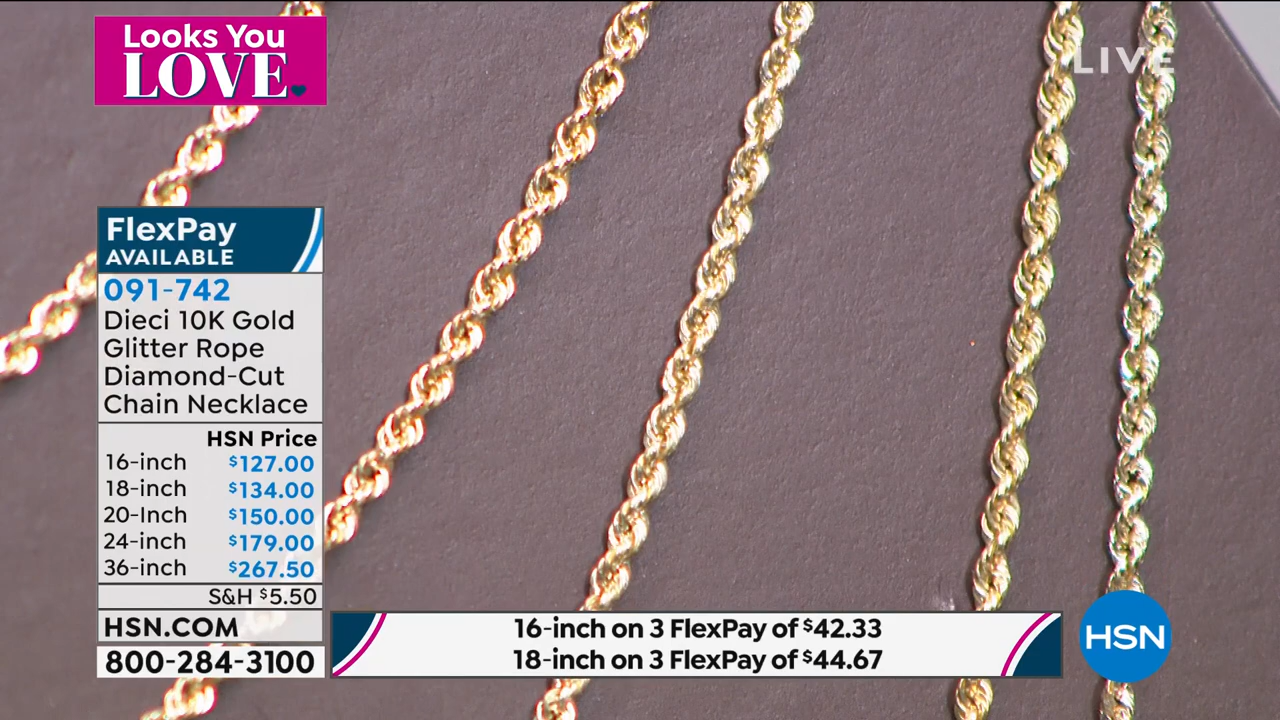 Looks You
LOVE.
LIVE
FlexPay
AVAILABLE
091-742
Dieci 10K Gold
Glitter Rope
Diamond-Cut
Chain Necklace
HSN Price
16-inch $127.00
18-inch $134.00
20-Inch $150.00
24-inch $179.00
36-inch $267.50
S&H $5.50
HSN.COM
800-284-3100
16-inch on 3 FlexPay of $42.33
18-inch on 3 FlexPay of $44.67
HSN